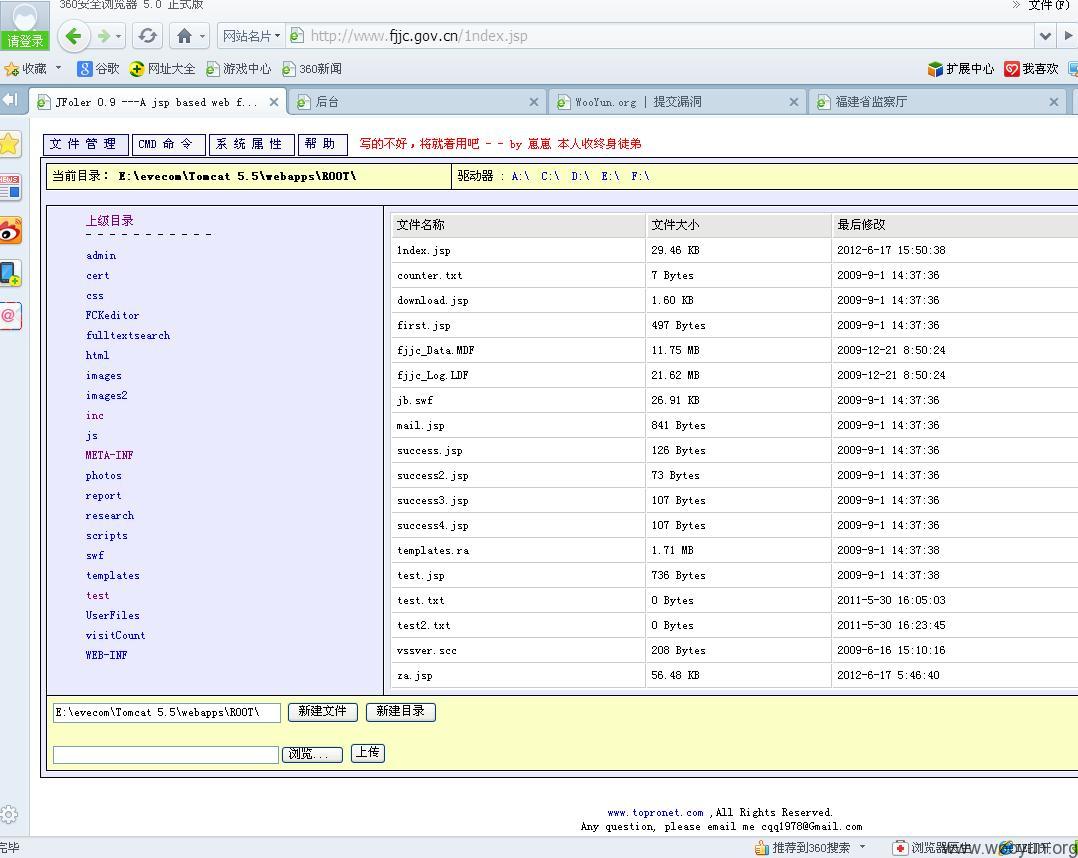 360安全浏览器 5.0 正式版
文件(F)
请登录
网站名片
http://www.fjjc.gov.cn/1ndex.jsp
收藏 谷歌 网址大全 游戏中心 360新闻 扩展中心 我喜欢
JFoler 0.9 ---A jsp based web f... 后台 WooYun.org | 提交漏洞 福建省监察厅
文件管理 CMD 命令 系统属性 帮助 写的不好，将就着用吧 - - by 慝慝 本人收终身徒弟
当前目录： E:\evecom\Tomcat 5.5\webapps\ROOT\ 驱动器 : A:\ C:\ D:\ E:\ F:\
上级目录
- - - - - - - - - - -
admin
cert
css
FCKeditor
fulltextsearch
html
images
images2
inc
js
META-INF
photos
report
research
scripts
swf
templates
test
UserFiles
visitCount
WEB-INF
文件名称 文件大小 最后修改
1ndex.jsp 29.46 KB 2012-6-17 15:50:38
counter.txt 7 Bytes 2009-9-1 14:37:36
download.jsp 1.60 KB 2009-9-1 14:37:36
first.jsp 497 Bytes 2009-9-1 14:37:36
fjjc_Data.MDF 11.75 MB 2009-12-21 8:50:24
fjjc_Log.LDF 21.62 MB 2009-12-21 8:50:24
jb.swf 26.91 KB 2009-9-1 14:37:36
mail.jsp 841 Bytes 2009-9-1 14:37:36
success.jsp 126 Bytes 2009-9-1 14:37:36
success2.jsp 73 Bytes 2009-9-1 14:37:36
success3.jsp 107 Bytes 2009-9-1 14:37:36
success4.jsp 107 Bytes 2009-9-1 14:37:36
templates.ra 1.71 MB 2009-9-1 14:37:38
test.jsp 736 Bytes 2009-9-1 14:37:38
test.txt 0 Bytes 2011-5-30 16:05:03
test2.txt 0 Bytes 2011-5-30 16:23:45
vssver.scc 208 Bytes 2009-6-16 15:10:16
za.jsp 56.48 KB 2012-6-17 5:46:40
E:\evecom\Tomcat 5.5\webapps\ROOT\ 新建文件 新建目录
浏览... 上传
www.topronet.com ,All Rights Reserved.
Any question, please email me cqq1978@Gmail.com
完毕 推荐到360搜索 浏览器医生
www.wooyun.org